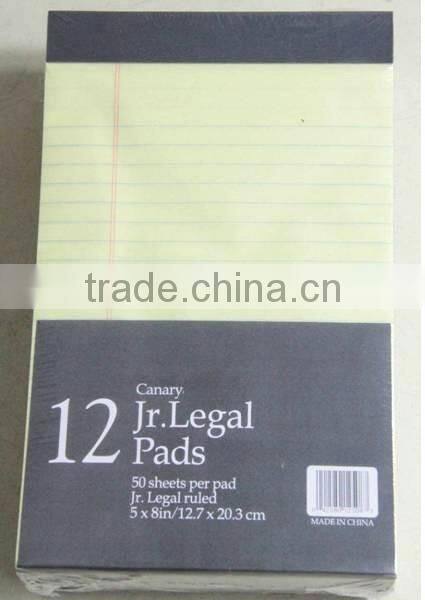 trade.china.cn
Canary
12 Jr.Legal
Pads
50 sheets per pad
Jr. Legal ruled
5 x 8in/12.7 x 20.3 cm
MADE IN CHINA